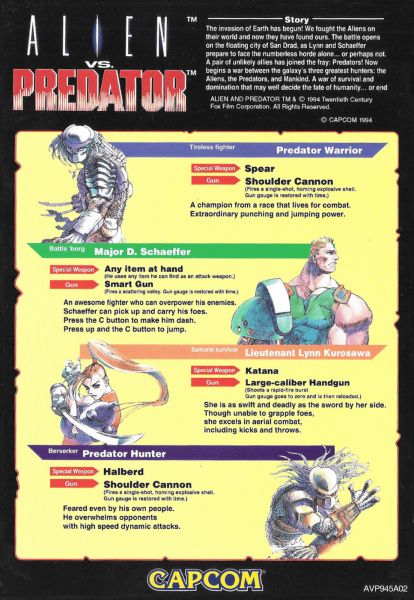 ALIEN™
VS.
PREDATOR™
Story
The invasion of Earth has begun! We fought the Aliens on
their world and now they have found ours. The battle opens
on the floating city of San Drad, as Lynn and Schaeffer
prepare to face the numberless horde alone... or perhaps not.
A pair of unlikely allies has joined the fray: Predators! Now
begins a war between the galaxy's three greatest hunters: the
Aliens, the Predators, and Mankind. A war of survival and
domination that may well decide the fate of humanity... or end
ALIEN AND PREDATOR TM & © 1994 Twentieth Century
Fox Film Corporation. All Rights Reserved.
© CAPCOM 1994
Tireless fighter Predator Warrior
Special Weapon Spear
Gun Shoulder Cannon
(Fires a single-shot, homing explosive shell.
Gun gauge is restored with time.)
A champion from a race that lives for combat.
Extraordinary punching and jumping power.
Battle 'borg Major D. Schaeffer
Special Weapon Any item at hand
(He uses any item he can find as an attack weapon.)
Gun Smart Gun
(Fires a scattering valley. Gun gauge is restored with time.)
An awesome fighter who can overpower his enemies.
Schaeffer can pick up and carry his foes.
Press the C button to make him dash.
Press up and the C button to jump.
Samurai survivor Lieutenant Lynn Kurosawa
Special Weapon Katana
Gun Large-caliber Handgun
(Shoots a rapid-fire burst
Gun gauge goes to zero and is then reloaded.)
She is as swift and deadly as the sword by her side.
Though unable to grapple foes,
she excels in aerial combat,
including kicks and throws.
Berserker Predator Hunter
Special Weapon Halberd
Gun Shoulder Cannon
(Fires a single-shot, homing explosive shell.
Gun gauge is restored with time.)
Feared even by his own people.
He overwhelms opponents
with high speed dynamic attacks.
CAPCOM®
AVP945A02